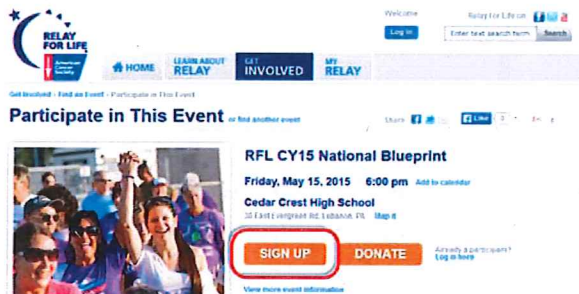 RELAY
FOR LIFE
American
Cancer
Society
Welcome
Log in
Relay For Life on
Enter text search term
Search
HOME
LEARN ABOUT
RELAY
GET
INVOLVED
MY
RELAY
Get Involved › Find an Event › Participate in This Event
Participate in This Event or find another event
Share
Like
RFL CY15 National Blueprint
Friday, May 15, 2015 6:00 pm Add to calendar
Cedar Crest High School
Evergreen Rd, Lebanon, PA Map it
SIGN UP
DONATE
Already a participant?
Log in here
View more event information